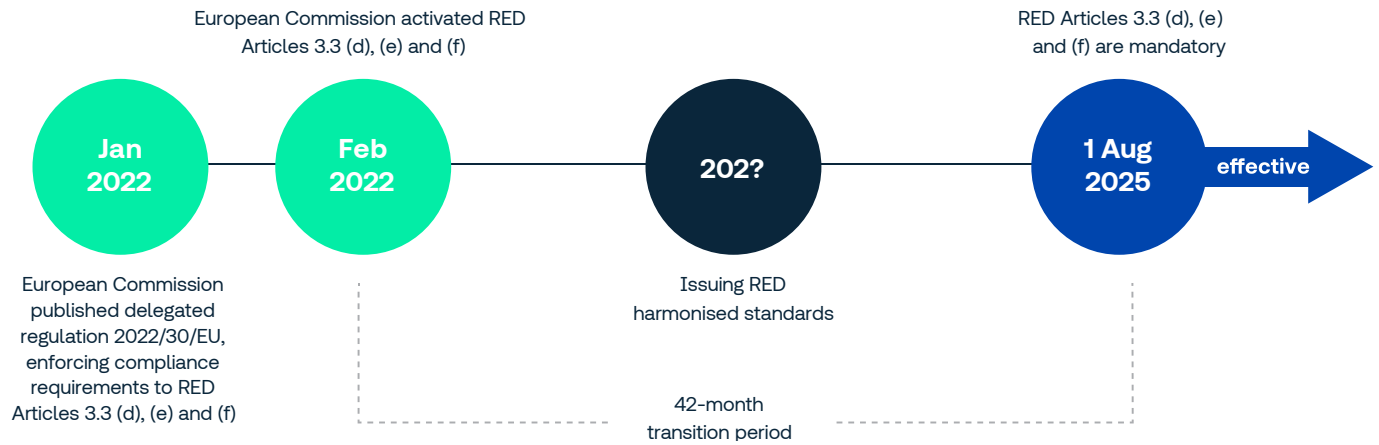 European Commission activated RED
Articles 3.3 (d), (e) and (f)
RED Articles 3.3 (d), (e)
and (f) are mandatory
Jan
2022
Feb
2022
202?
1 Aug
2025
effective
European Commission
published delegated
regulation 2022/30/EU,
enforcing compliance
requirements to RED
Articles 3.3 (d), (e) and (f)
Issuing RED
harmonised standards
42-month
transition period